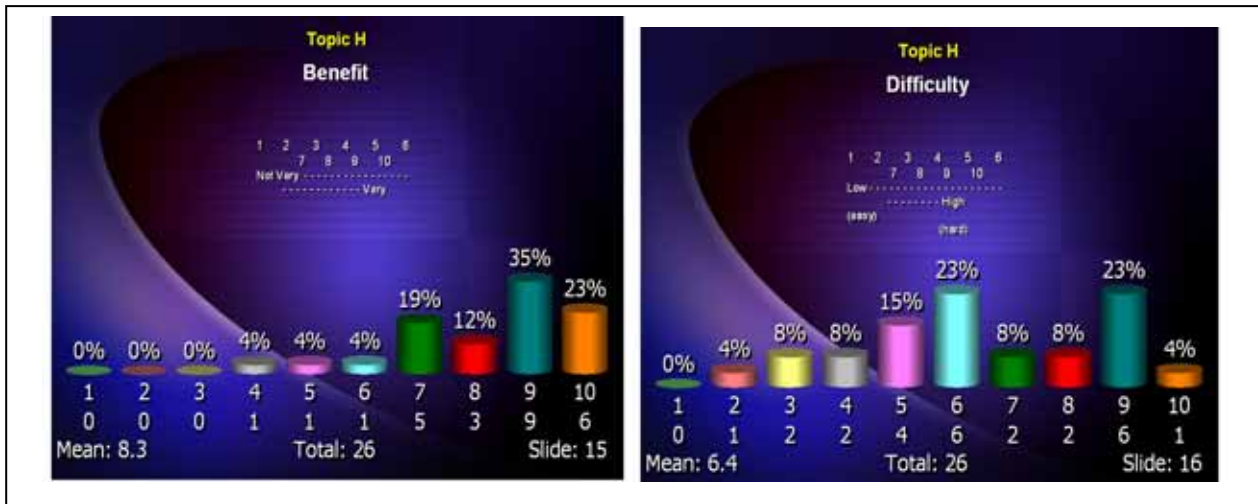 Topic H
Benefit
1 2 3 4 5 6
7 8 9 10
Not Very - - - - - - - - - - - - - - - - -
- - - - - - - - - - - - Very
0% 0% 0% 4% 4% 4% 19% 12% 35% 23%
1 2 3 4 5 6 7 8 9 10
0 0 0 1 1 1 5 3 9 6
Mean: 8.3 Total: 26 Slide: 15
Topic H
Difficulty
1 2 3 4 5 6
7 8 9 10
Low - - - - - - - - - - - - - - - - - - -
- - - - - - - - High
(easy)
(hard)
0% 4% 8% 8% 15% 23% 8% 8% 23% 4%
1 2 3 4 5 6 7 8 9 10
0 1 2 2 4 6 2 2 6 1
Mean: 6.4 Total: 26 Slide: 16